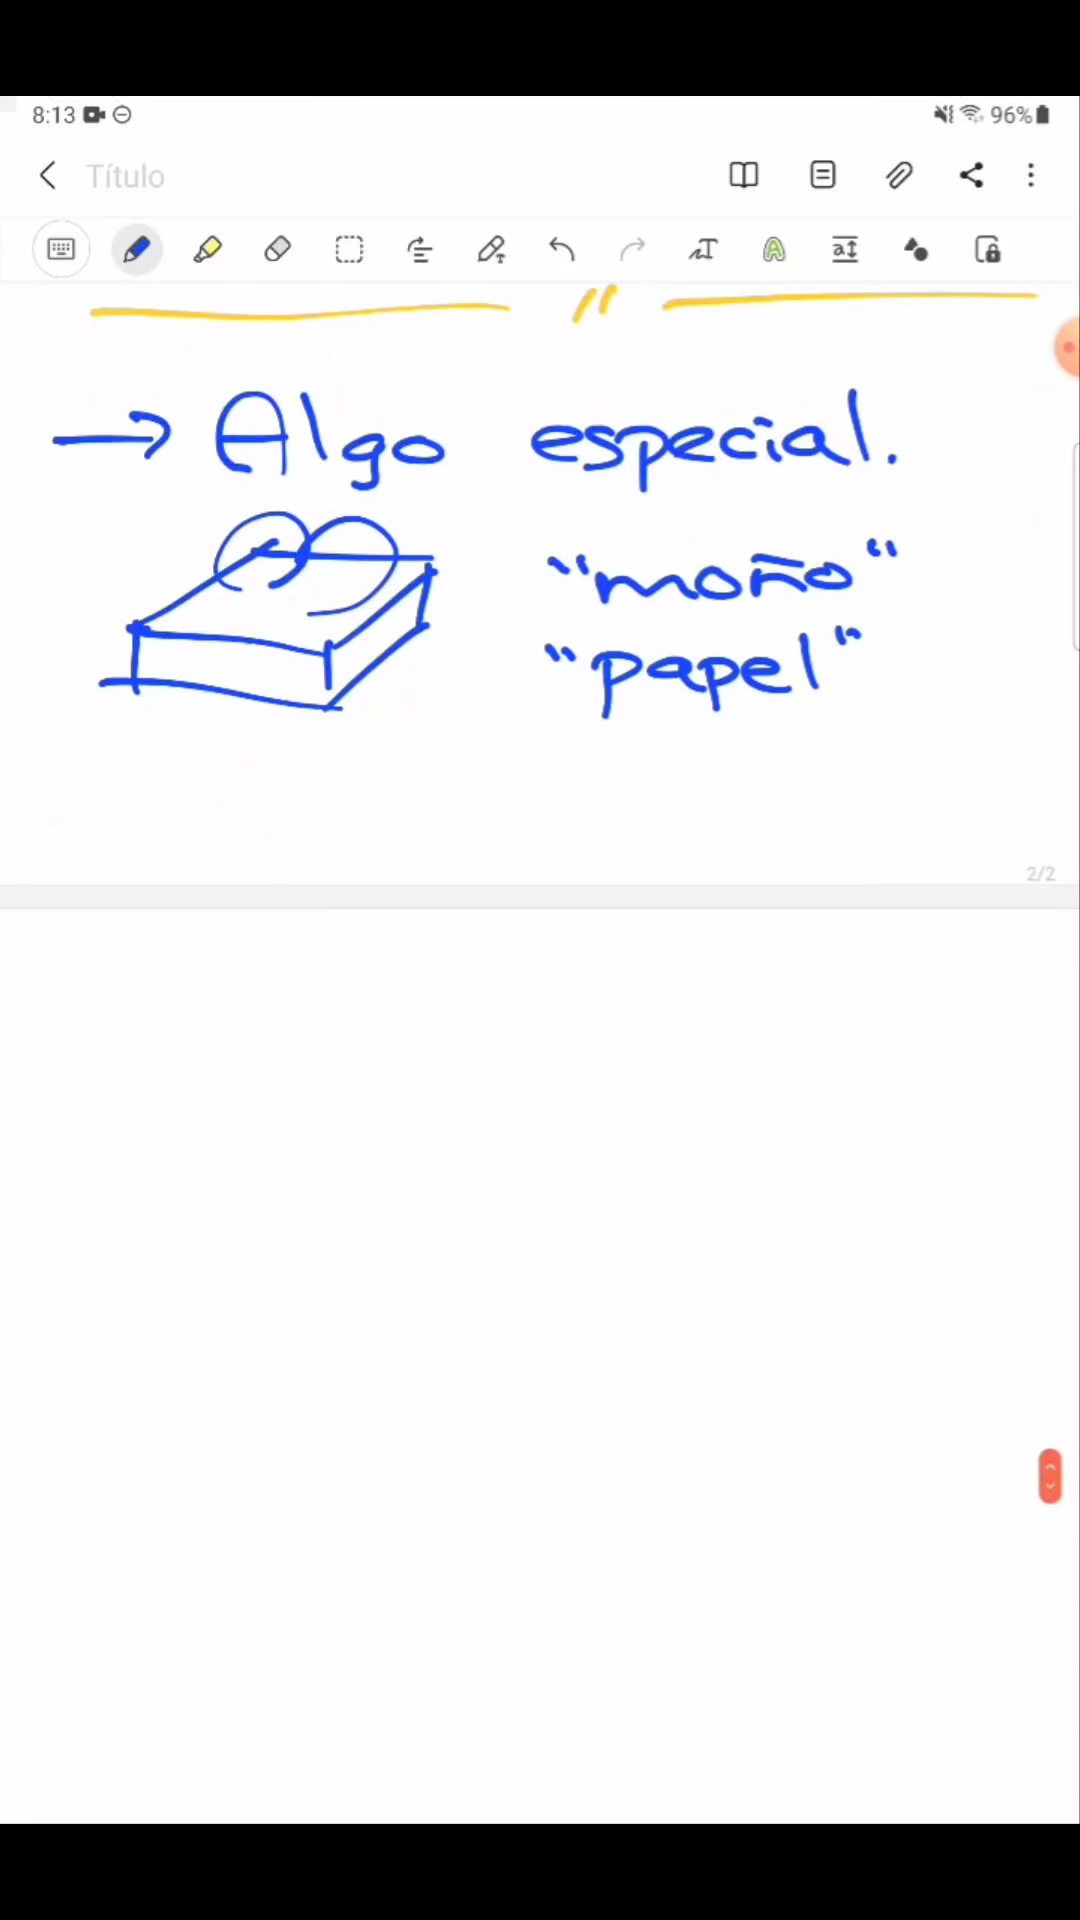 8:13 96%
Título
→ Algo especial.
"moño"
"papel"
2/2